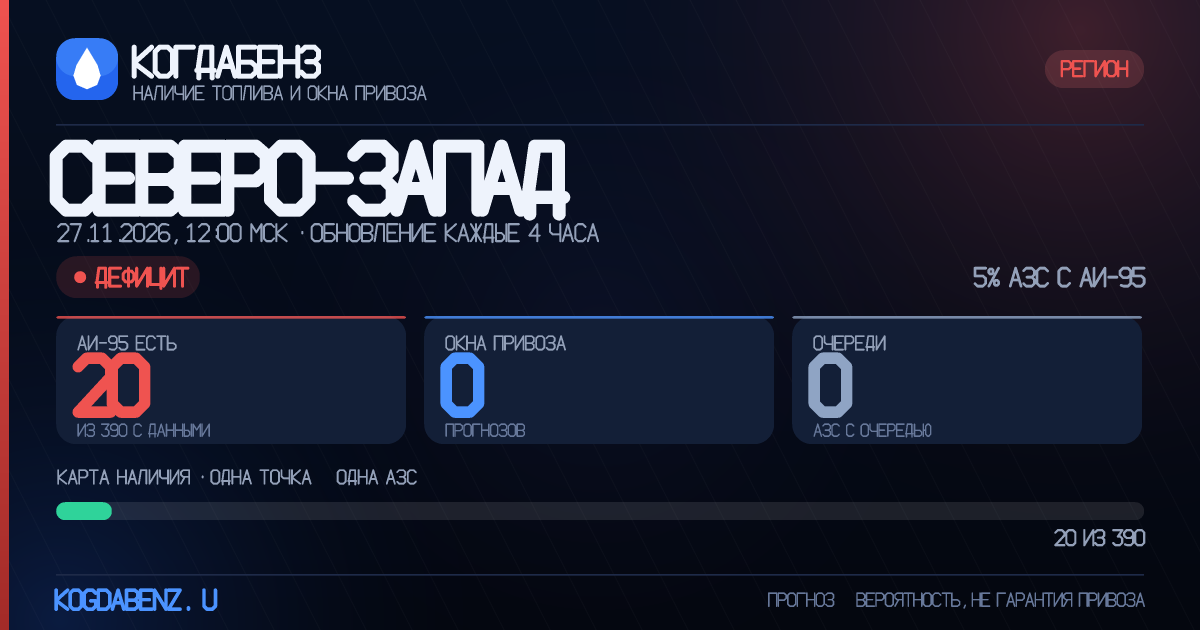 КОГДАБЕНЗ
НАЛИЧИЕ ТОПЛИВА И ОКНА ПРИВОЗА
РЕГИОН
СЕВЕРО-ЗАПАД
27.11.2026, 12:00 МСК · ОБНОВЛЕНИЕ КАЖДЫЕ 4 ЧАСА
ДЕФИЦИТ
5% АЗС С АИ-95
АИ-95 ЕСТЬ
20
ИЗ 390 С ДАННЫМИ
ОКНА ПРИВОЗА
0
ПРОГНОЗОВ
ОЧЕРЕДИ
0
АЗС С ОЧЕРЕДЬЮ
КАРТА НАЛИЧИЯ · ОДНА ТОЧКА ОДНА АЗС
20 ИЗ 390
KOGDABENZ. U
ПРОГНОЗ ВЕРОЯТНОСТЬ, НЕ ГАРАНТИЯ ПРИВОЗА